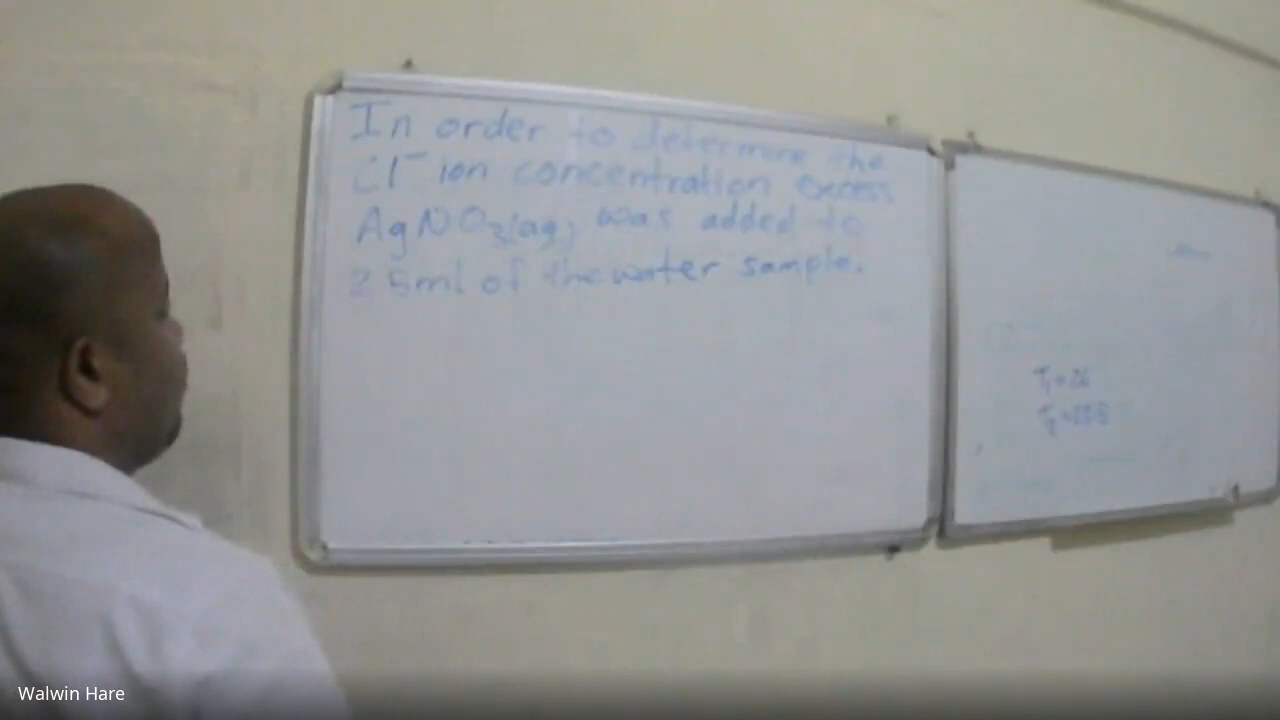 In order to determine the
Cl⁻ ion concentration excess
AgNO₃(aq) was added to
25ml of the water sample.
Walwin Hare